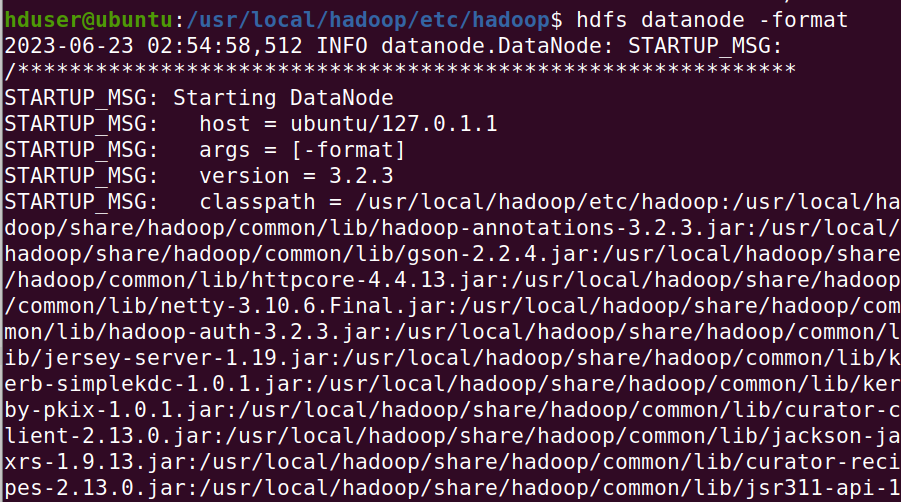 hduser@ubuntu:/usr/local/hadoop/etc/hadoop$ hdfs datanode -format
2023-06-23 02:54:58,512 INFO datanode.DataNode: STARTUP_MSG:
/************************************************************
STARTUP_MSG: Starting DataNode
STARTUP_MSG:   host = ubuntu/127.0.1.1
STARTUP_MSG:   args = [-format]
STARTUP_MSG:   version = 3.2.3
STARTUP_MSG:   classpath = /usr/local/hadoop/etc/hadoop:/usr/local/ha
doop/share/hadoop/common/lib/hadoop-annotations-3.2.3.jar:/usr/local/
hadoop/share/hadoop/common/lib/gson-2.2.4.jar:/usr/local/hadoop/share
/hadoop/common/lib/httpcore-4.4.13.jar:/usr/local/hadoop/share/hadoop
/common/lib/netty-3.10.6.Final.jar:/usr/local/hadoop/share/hadoop/com
mon/lib/hadoop-auth-3.2.3.jar:/usr/local/hadoop/share/hadoop/common/l
ib/jersey-server-1.19.jar:/usr/local/hadoop/share/hadoop/common/lib/k
erb-simplekdc-1.0.1.jar:/usr/local/hadoop/share/hadoop/common/lib/ker
by-pkix-1.0.1.jar:/usr/local/hadoop/share/hadoop/common/lib/curator-c
lient-2.13.0.jar:/usr/local/hadoop/share/hadoop/common/lib/jackson-ja
xrs-1.9.13.jar:/usr/local/hadoop/share/hadoop/common/lib/curator-reci
pes-2.13.0.jar:/usr/local/hadoop/share/hadoop/common/lib/jsr311-api-1